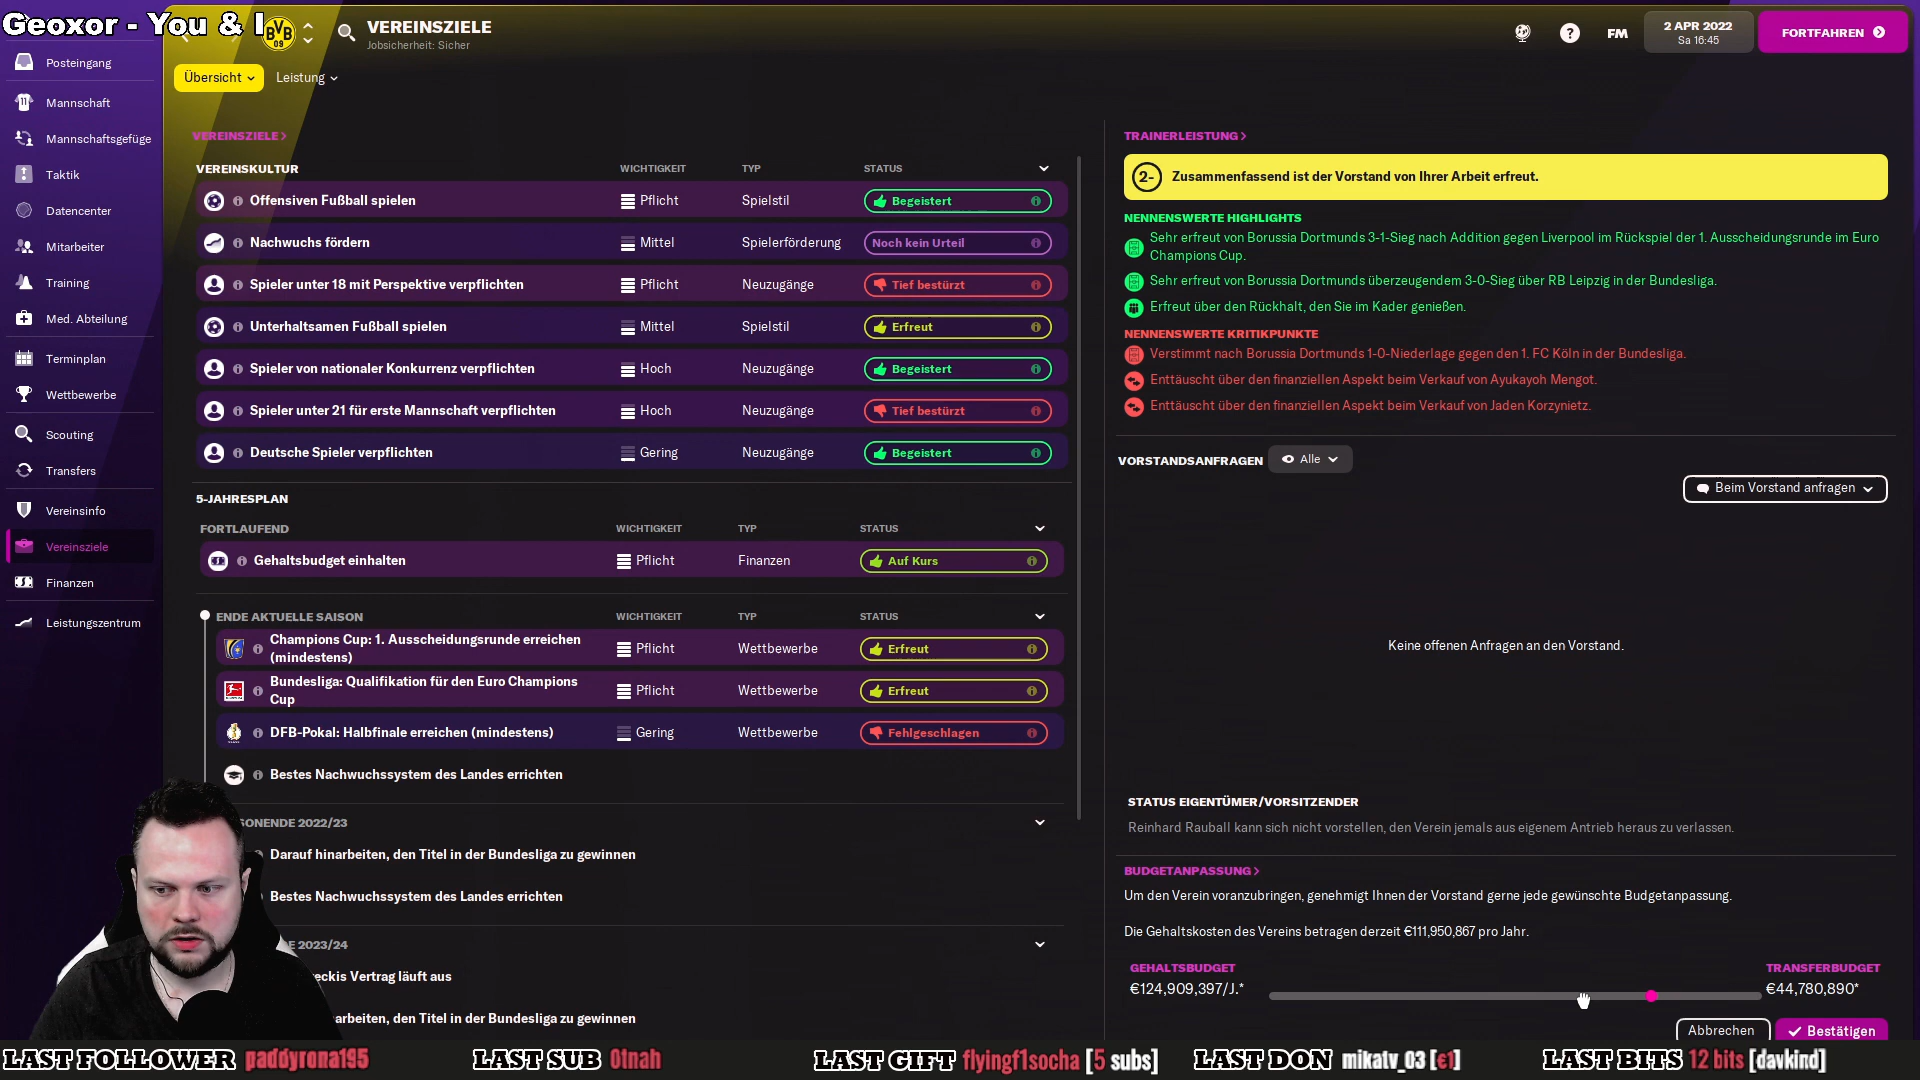 Geoxor - You & I
VEREINSZIELE
Jobsicherheit: Sicher
FM
2 APR 2022
Sa 16:45
FORTFAHREN
Posteingang
Mannschaft
Mannschaftsgefüge
Taktik
Datencenter
Mitarbeiter
Training
Med. Abteilung
Terminplan
Wettbewerbe
Scouting
Transfers
Vereinsinfo
Vereinsziele
Finanzen
Leistungszentrum
Übersicht
Leistung
VEREINSZIELE >
VEREINSKULTUR WICHTIGKEIT TYP STATUS
Offensiven Fußball spielen Pflicht Spielstil Begeistert
Nachwuchs fördern Mittel Spielerförderung Noch kein Urteil
Spieler unter 18 mit Perspektive verpflichten Pflicht Neuzugänge Tief bestürzt
Unterhaltsamen Fußball spielen Mittel Spielstil Erfreut
Spieler von nationaler Konkurrenz verpflichten Hoch Neuzugänge Begeistert
Spieler unter 21 für erste Mannschaft verpflichten Hoch Neuzugänge Tief bestürzt
Deutsche Spieler verpflichten Gering Neuzugänge Begeistert
5-JAHRESPLAN
FORTLAUFEND WICHTIGKEIT TYP STATUS
Gehaltsbudget einhalten Pflicht Finanzen Auf Kurs
ENDE AKTUELLE SAISON WICHTIGKEIT TYP STATUS
Champions Cup: 1. Ausscheidungsrunde erreichen
(mindestens) Pflicht Wettbewerbe Erfreut
Bundesliga: Qualifikation für den Euro Champions
Cup Pflicht Wettbewerbe Erfreut
DFB-Pokal: Halbfinale erreichen (mindestens) Gering Wettbewerbe Fehlgeschlagen
Bestes Nachwuchssystem des Landes errichten
ONENDE 2022/23
Darauf hinarbeiten, den Titel in der Bundesliga zu gewinnen
Bestes Nachwuchssystem des Landes errichten
E 2023/24
eckis Vertrag läuft aus
arbeiten, den Titel in der Bundesliga zu gewinnen
TRAINERLEISTUNG >
2- Zusammenfassend ist der Vorstand von Ihrer Arbeit erfreut.
NENNENSWERTE HIGHLIGHTS
Sehr erfreut von Borussia Dortmunds 3-1-Sieg nach Addition gegen Liverpool im Rückspiel der 1. Ausscheidungsrunde im Euro
Champions Cup.
Sehr erfreut von Borussia Dortmunds überzeugendem 3-0-Sieg über RB Leipzig in der Bundesliga.
Erfreut über den Rückhalt, den Sie im Kader genießen.
NENNENSWERTE KRITIKPUNKTE
Verstimmt nach Borussia Dortmunds 1-0-Niederlage gegen den 1. FC Köln in der Bundesliga.
Enttäuscht über den finanziellen Aspekt beim Verkauf von Ayukayoh Mengot.
Enttäuscht über den finanziellen Aspekt beim Verkauf von Jaden Korzynietz.
VORSTANDSANFRAGEN Alle
Beim Vorstand anfragen
Keine offenen Anfragen an den Vorstand.
STATUS EIGENTÜMER/VORSITZENDER
Reinhard Rauball kann sich nicht vorstellen, den Verein jemals aus eigenem Antrieb heraus zu verlassen.
BUDGETANPASSUNG >
Um den Verein voranzubringen, genehmigt Ihnen der Vorstand gerne jede gewünschte Budgetanpassung.
Die Gehaltskosten des Vereins betragen derzeit €111,950,867 pro Jahr.
GEHALTSBUDGET TRANSFERBUDGET
€124,909,397/J.* €44,780,890*
Abbrechen Bestätigen
LAST FOLLOWER paddyrona195 LAST SUB 0tnah LAST GIFT flyingf1socha [5 subs] LAST DON mikatv_03 [€1] LAST BITS 12 bits [davkind]